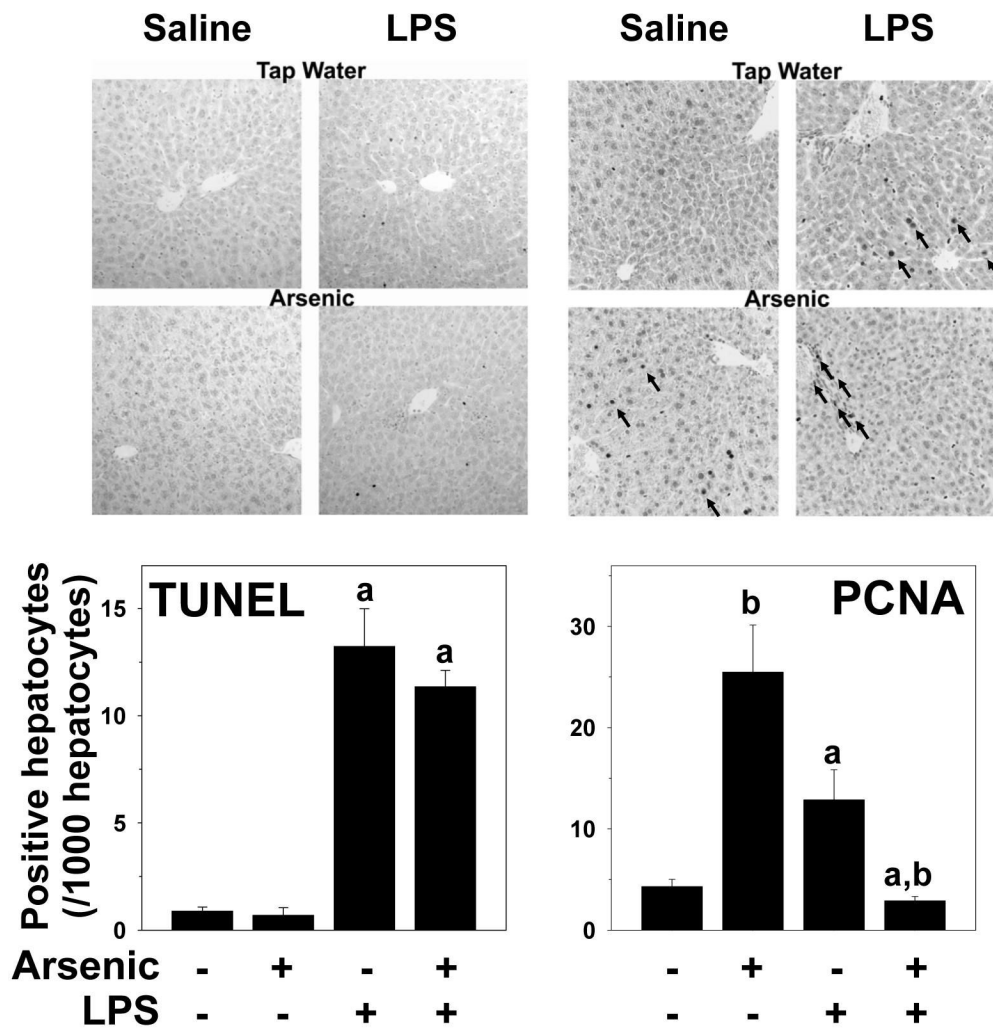 Saline LPS Saline LPS
Tap Water Tap Water
Arsenic Arsenic
Positive hepatocytes
(/1000 hepatocytes)
TUNEL
15
10
5
0
a
a
PCNA
30
20
10
0
b
a
a,b
Arsenic - + - + - + - +
LPS - - + + - - + +